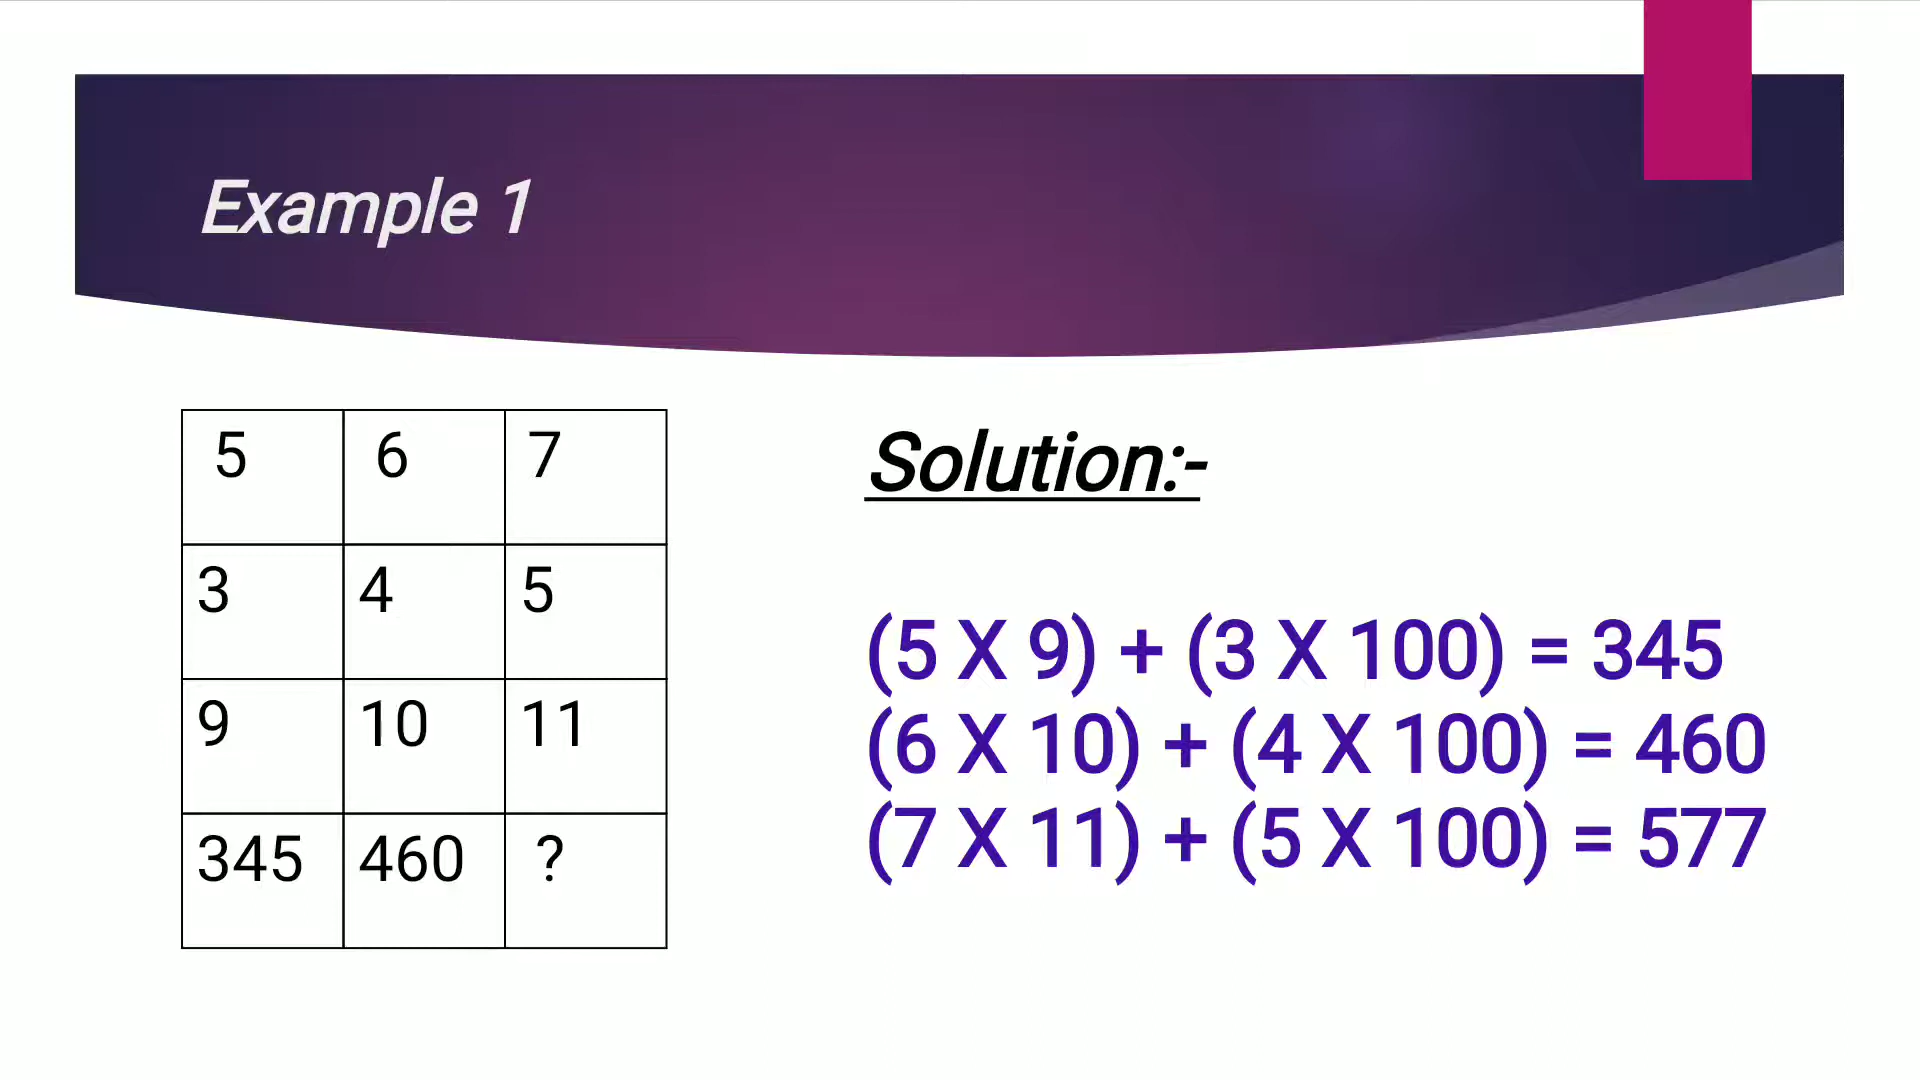 Example 1
5 6 7
3 4 5
9 10 11
345 460 ?
Solution:-
(5 X 9) + (3 X 100) = 345
(6 X 10) + (4 X 100) = 460
(7 X 11) + (5 X 100) = 577